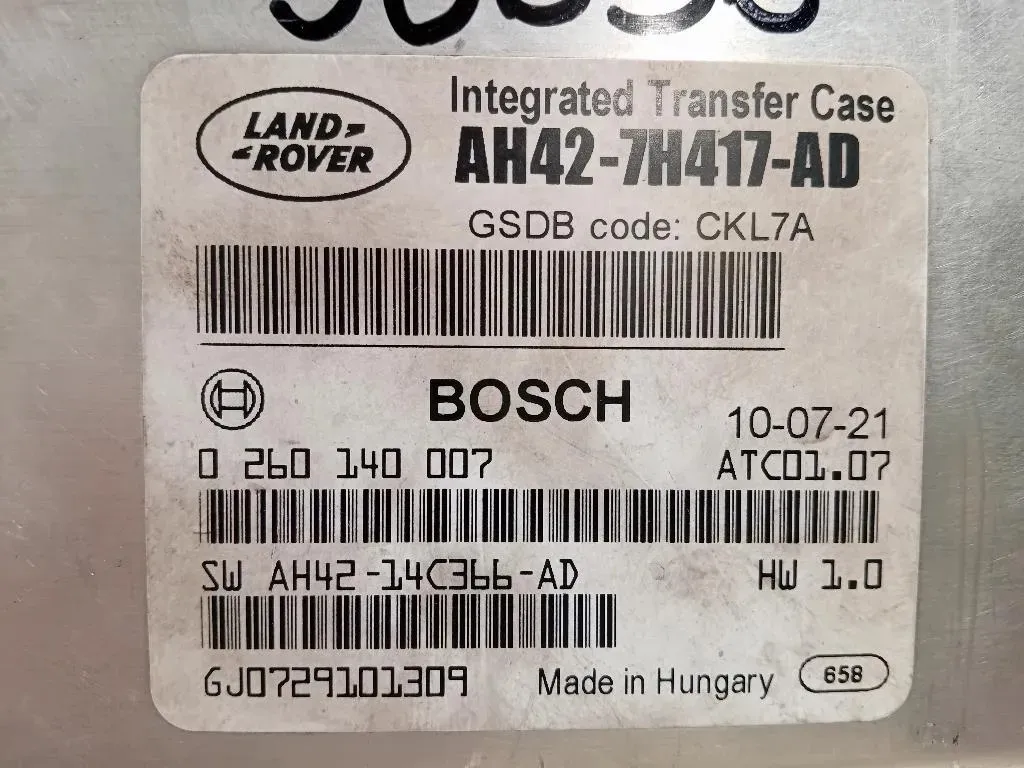 Integrated Transfer Case
LAND
ROVER
AH42-7H417-AD
GSDB code: CKL7A
BOSCH
10-07-21
0 260 140 007
ATC01.07
SW AH42-14C366-AD
HW 1.0
GJ0729101309
Made in Hungary
658